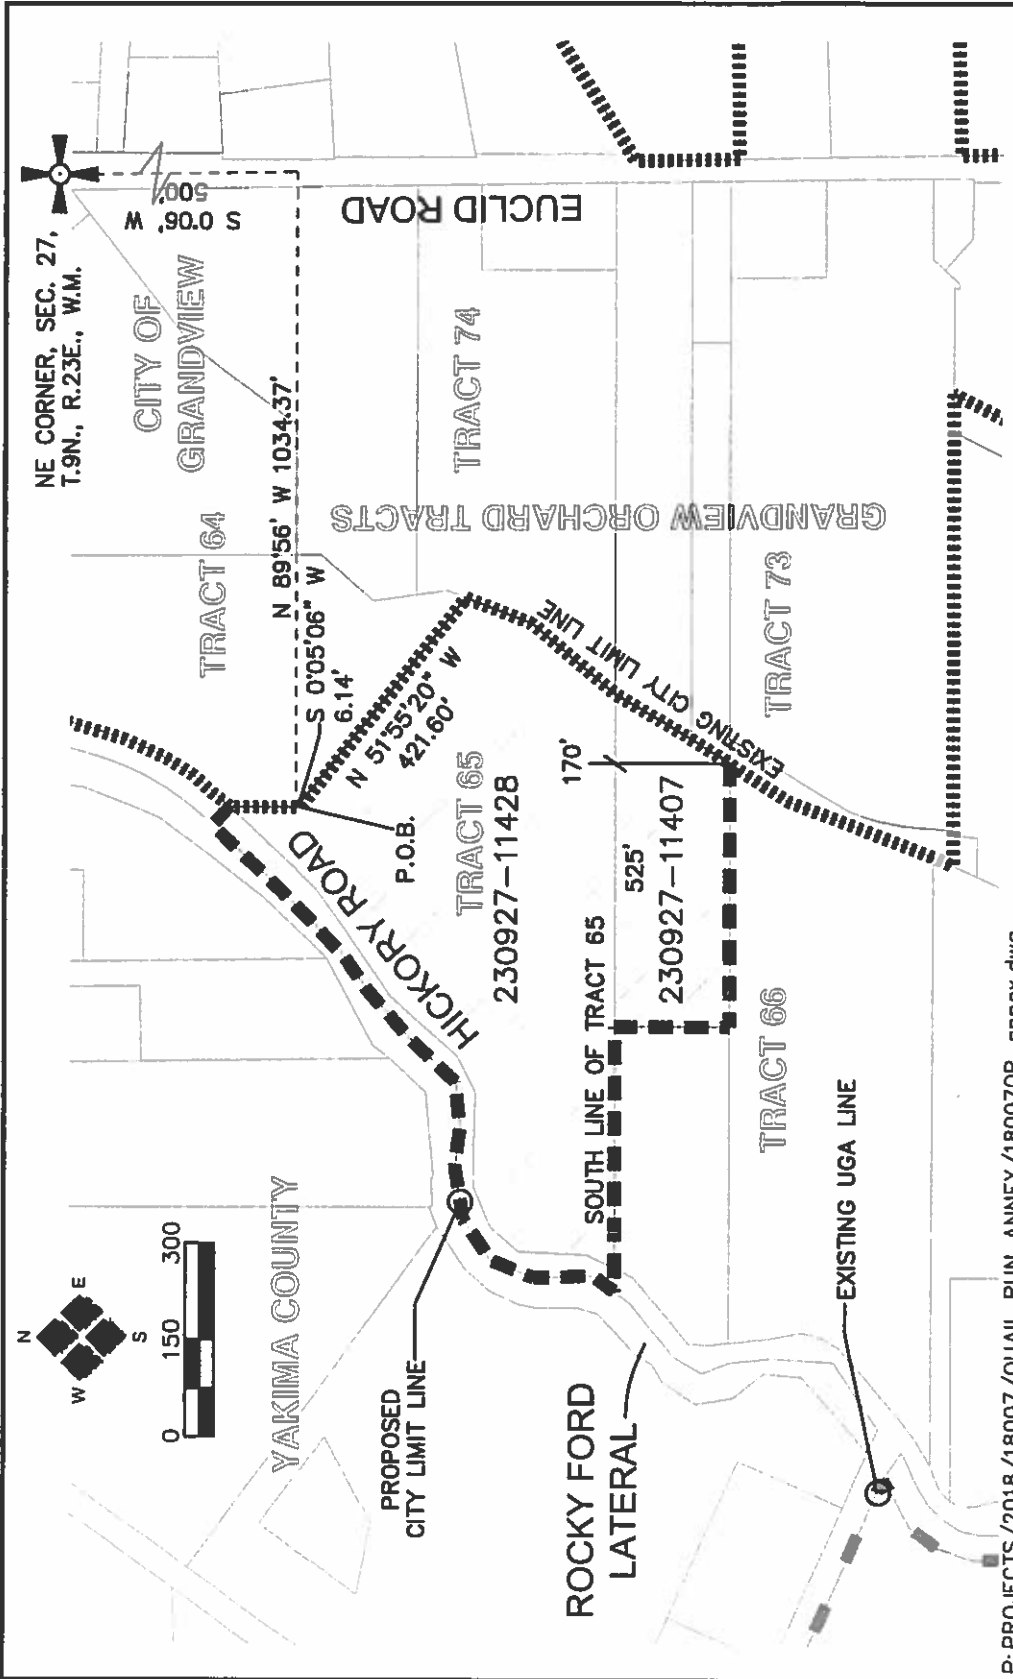 NE CORNER, SEC. 27,
T.9N., R.23E., W.M.
S 0°06' W
500'
CITY OF
GRANDVIEW
EUCLID ROAD
TRACT 64
N 89°56' W 1034.37'
S 0°05'06" W
6.14'
TRACT 74
GRANDVIEW ORCHARD TRACTS
N 51°55'20" W
421.60'
P.O.B.
HICKORY ROAD
EXISTING CITY LIMIT LINE
TRACT 65
230927-11428
170'
525'
230927-11407
TRACT 73
SOUTH LINE OF TRACT 65
TRACT 66
N
W
E
S
0
150
300
YAKIMA COUNTY
PROPOSED
CITY LIMIT LINE
ROCKY FORD
LATERAL
EXISTING UGA LINE